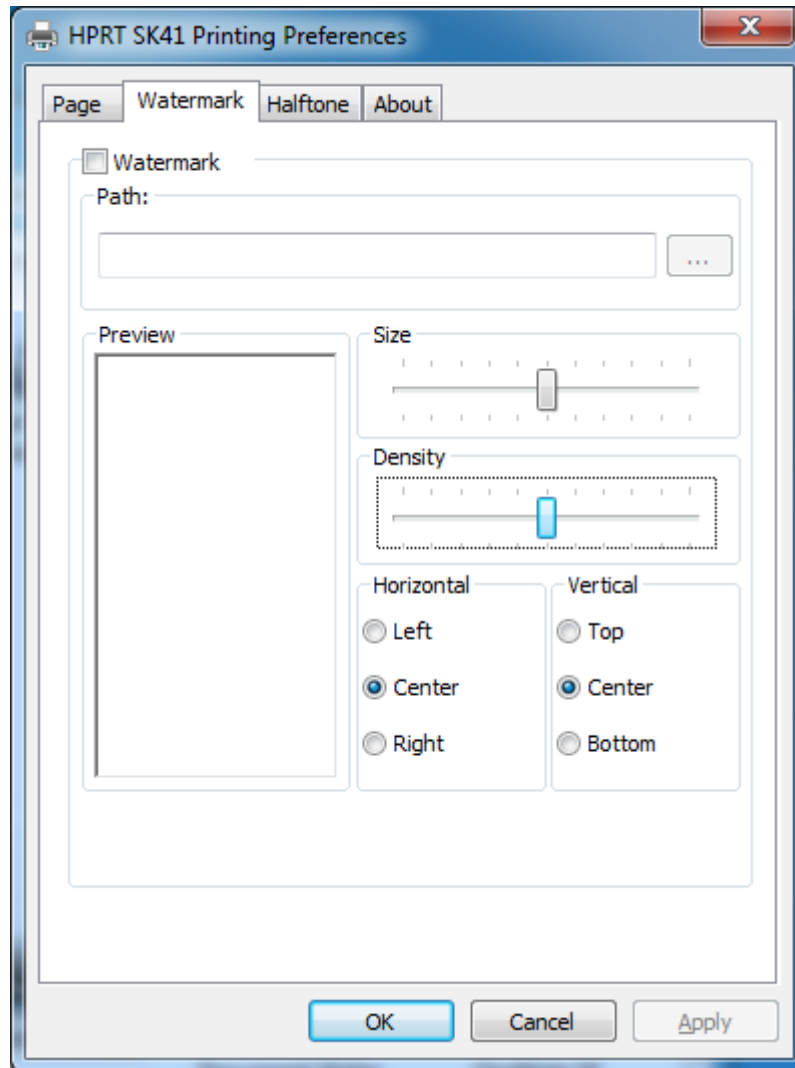 HPRT SK41 Printing Preferences
Page Watermark Halftone About
Watermark
Path:
...
Preview
Size
Density
Horizontal Vertical
Left Top
Center Center
Right Bottom
OK Cancel Apply